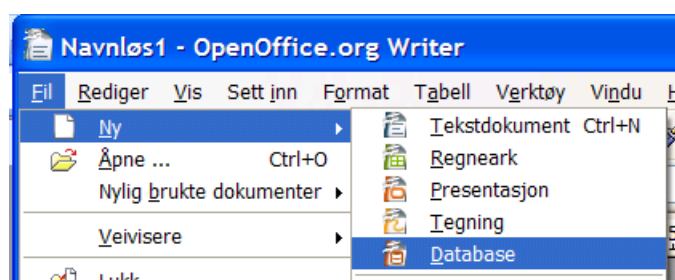 Navnløs1 - OpenOffice.org Writer
Fil Rediger Vis Sett inn Format Tabell Verktøy Vindu
Ny
Åpne ... Ctrl+O
Nylig brukte dokumenter
Veivisere
Lukk
Tekstdokument Ctrl+N
Regneark
Presentasjon
Tegning
Database